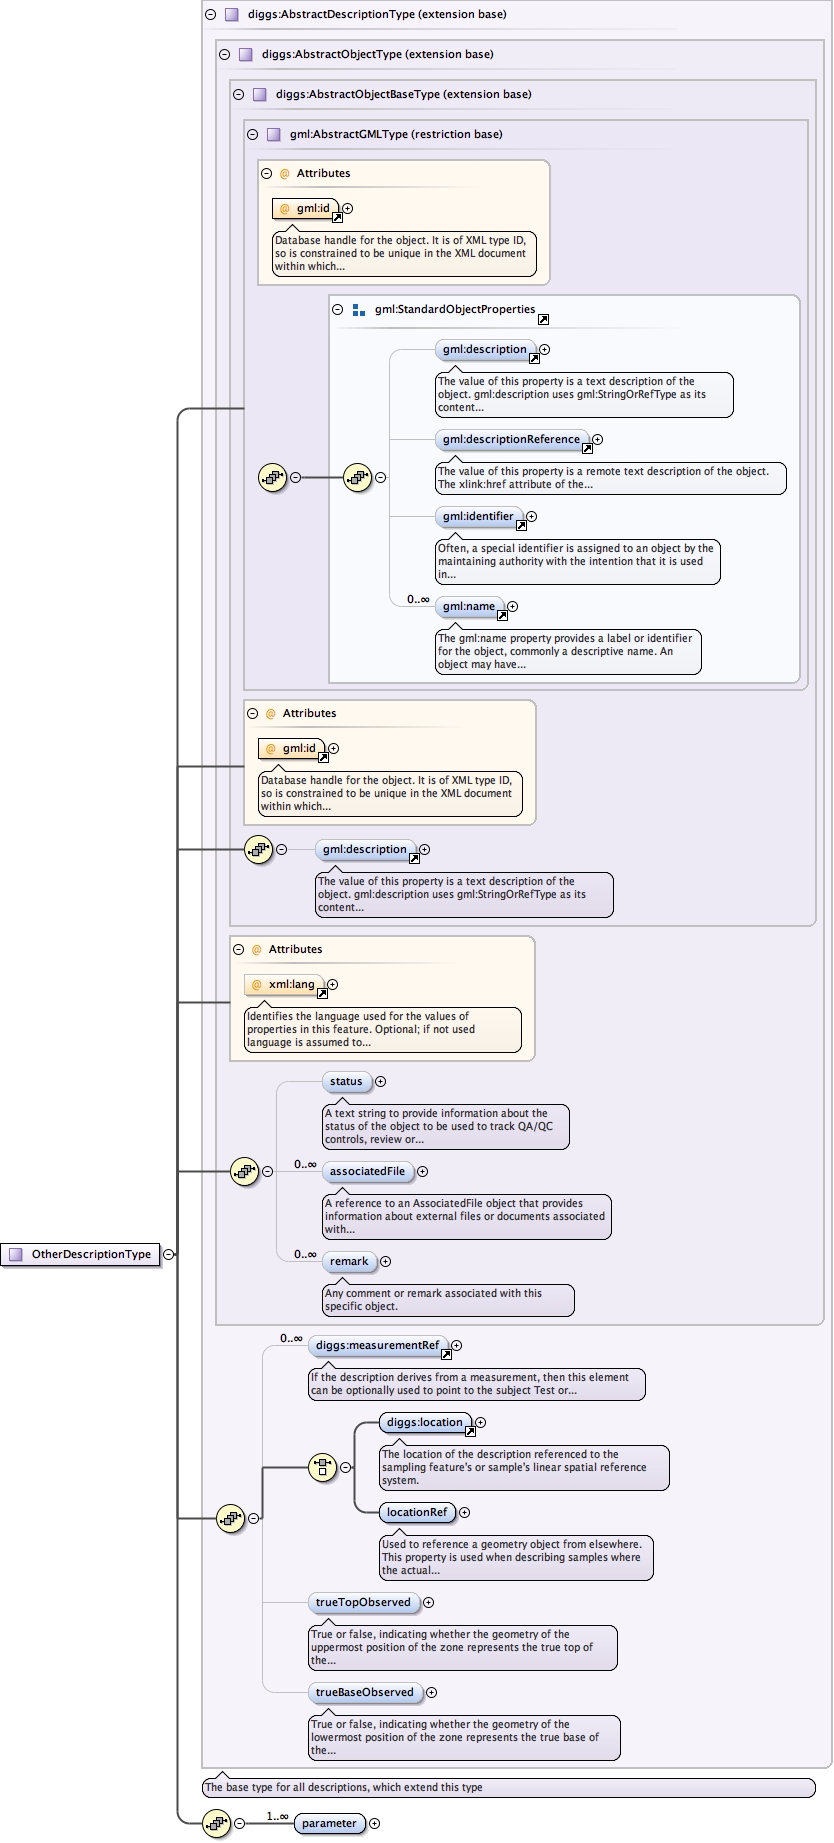 diggs:AbstractDescriptionType (extension base)
diggs:AbstractObjectType (extension base)
diggs:AbstractObjectBaseType (extension base)
gml:AbstractGMLType (restriction base)
@ Attributes
@ gml:id
Database handle for the object. It is of XML type ID,
so is constrained to be unique in the XML document
within which...
gml:StandardObjectProperties
gml:description
The value of this property is a text description of the
object. gml:description uses gml:StringOrRefType as its
content...
gml:descriptionReference
The value of this property is a remote text description of the object.
The xlink:href attribute of the...
gml:identifier
Often, a special identifier is assigned to an object by the
maintaining authority with the intention that it is used
in...
0..∞ gml:name
The gml:name property provides a label or identifier
for the object, commonly a descriptive name. An
object may have...
@ Attributes
@ gml:id
Database handle for the object. It is of XML type ID,
so is constrained to be unique in the XML document
within which...
gml:description
The value of this property is a text description of the
object. gml:description uses gml:StringOrRefType as its
content...
@ Attributes
@ xml:lang
Identifies the language used for the values of
properties in this feature. Optional; if not used
language is assumed to...
status
A text string to provide information about the
status of the object to be used to track QA/QC
controls, review or...
0..∞ associatedFile
A reference to an AssociatedFile object that provides
information about external files or documents associated
with...
OtherDescriptionType
0..∞ remark
Any comment or remark associated with this
specific object.
0..∞ diggs:measurementRef
If the description derives from a measurement, then this element
can be optionally used to point to the subject Test or...
diggs:location
The location of the description referenced to the
sampling feature's or sample's linear spatial reference
system.
locationRef
Used to reference a geometry object from elsewhere.
This property is used when describing samples where
the actual...
trueTopObserved
True or false, indicating whether the geometry of the
uppermost position of the zone represents the true top of
the...
trueBaseObserved
True or false, indicating whether the geometry of the
lowermost position of the zone represents the true base of
the...
The base type for all descriptions, which extend this type
1..∞ parameter